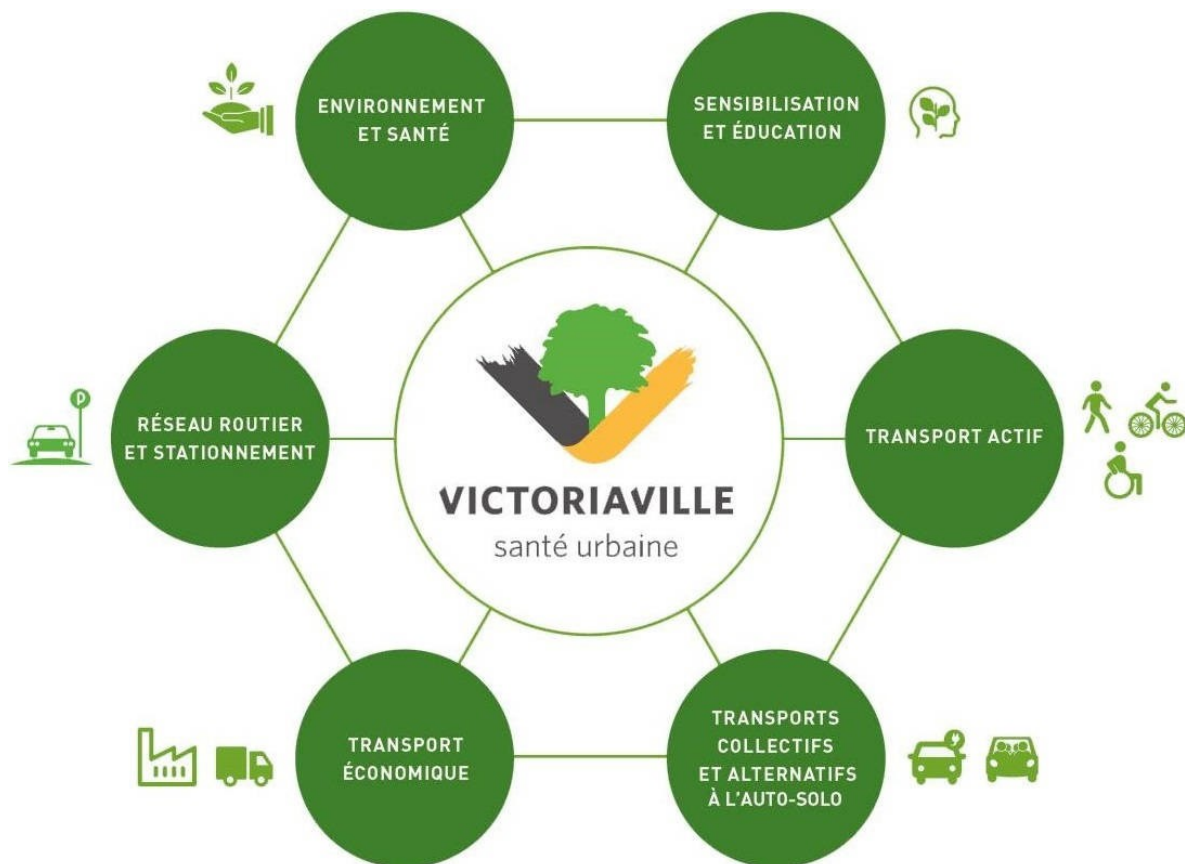 ENVIRONNEMENT
ET SANTÉ
SENSIBILISATION
ET ÉDUCATION
P
RÉSEAU ROUTIER
ET STATIONNEMENT
VICTORIAVILLE
santé urbaine
TRANSPORT ACTIF
TRANSPORT
ÉCONOMIQUE
TRANSPORTS
COLLECTIFS
ET ALTERNATIFS
À L'AUTO-SOLO